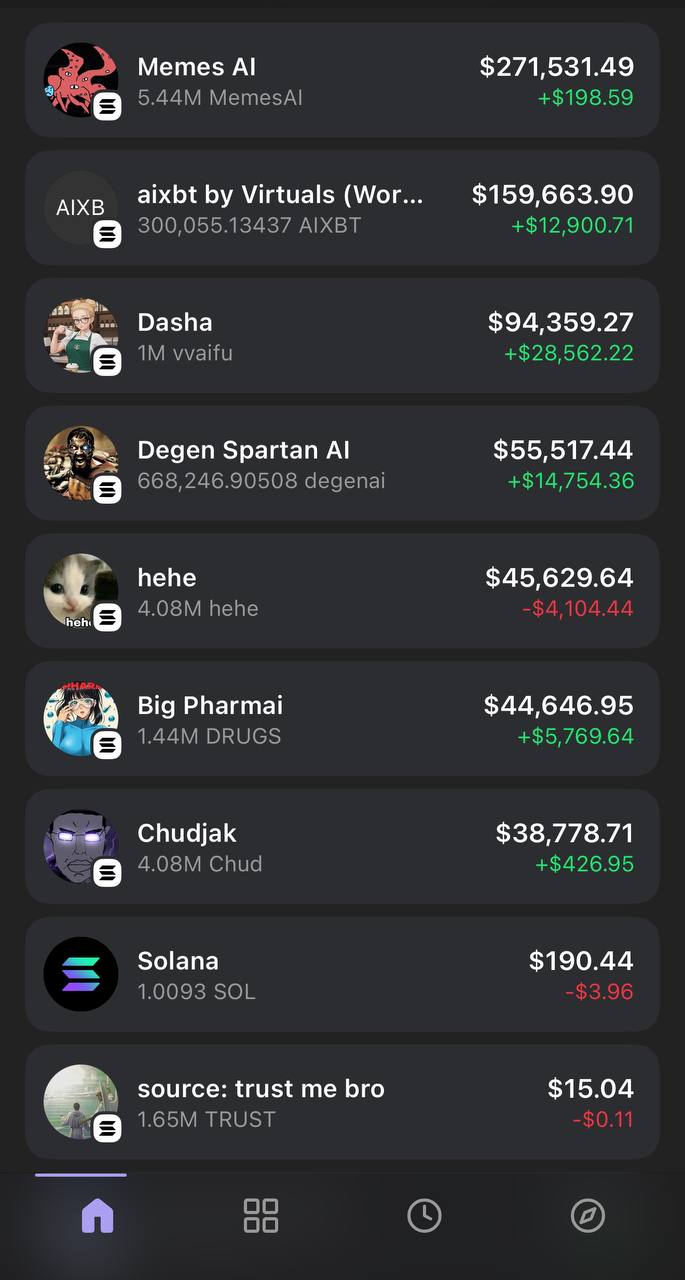 Memes AI
$271,531.49
5.44M MemesAI
+$198.59
AIXB
aixbt by Virtuals (Wor...
$159,663.90
300,055.13437 AIXBT
+$12,900.71
Dasha
$94,359.27
1M vvaifu
+$28,562.22
Degen Spartan AI
$55,517.44
668,246.90508 degenai
+$14,754.36
hehe
$45,629.64
4.08M hehe
-$4,104.44
hehe
Big Pharmai
$44,646.95
1.44M DRUGS
+$5,769.64
Chudjak
$38,778.71
4.08M Chud
+$426.95
Solana
$190.44
1.0093 SOL
-$3.96
source: trust me bro
$15.04
1.65M TRUST
-$0.11